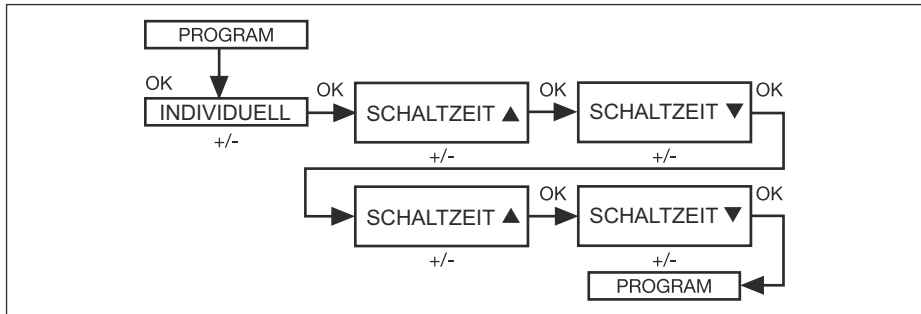 PROGRAM
OK
INDIVIDUELL
+/-
OK
SCHALTZEIT ▲
+/-
OK
SCHALTZEIT ▼
+/-
OK
SCHALTZEIT ▲
+/-
OK
SCHALTZEIT ▼
+/-
OK
PROGRAM